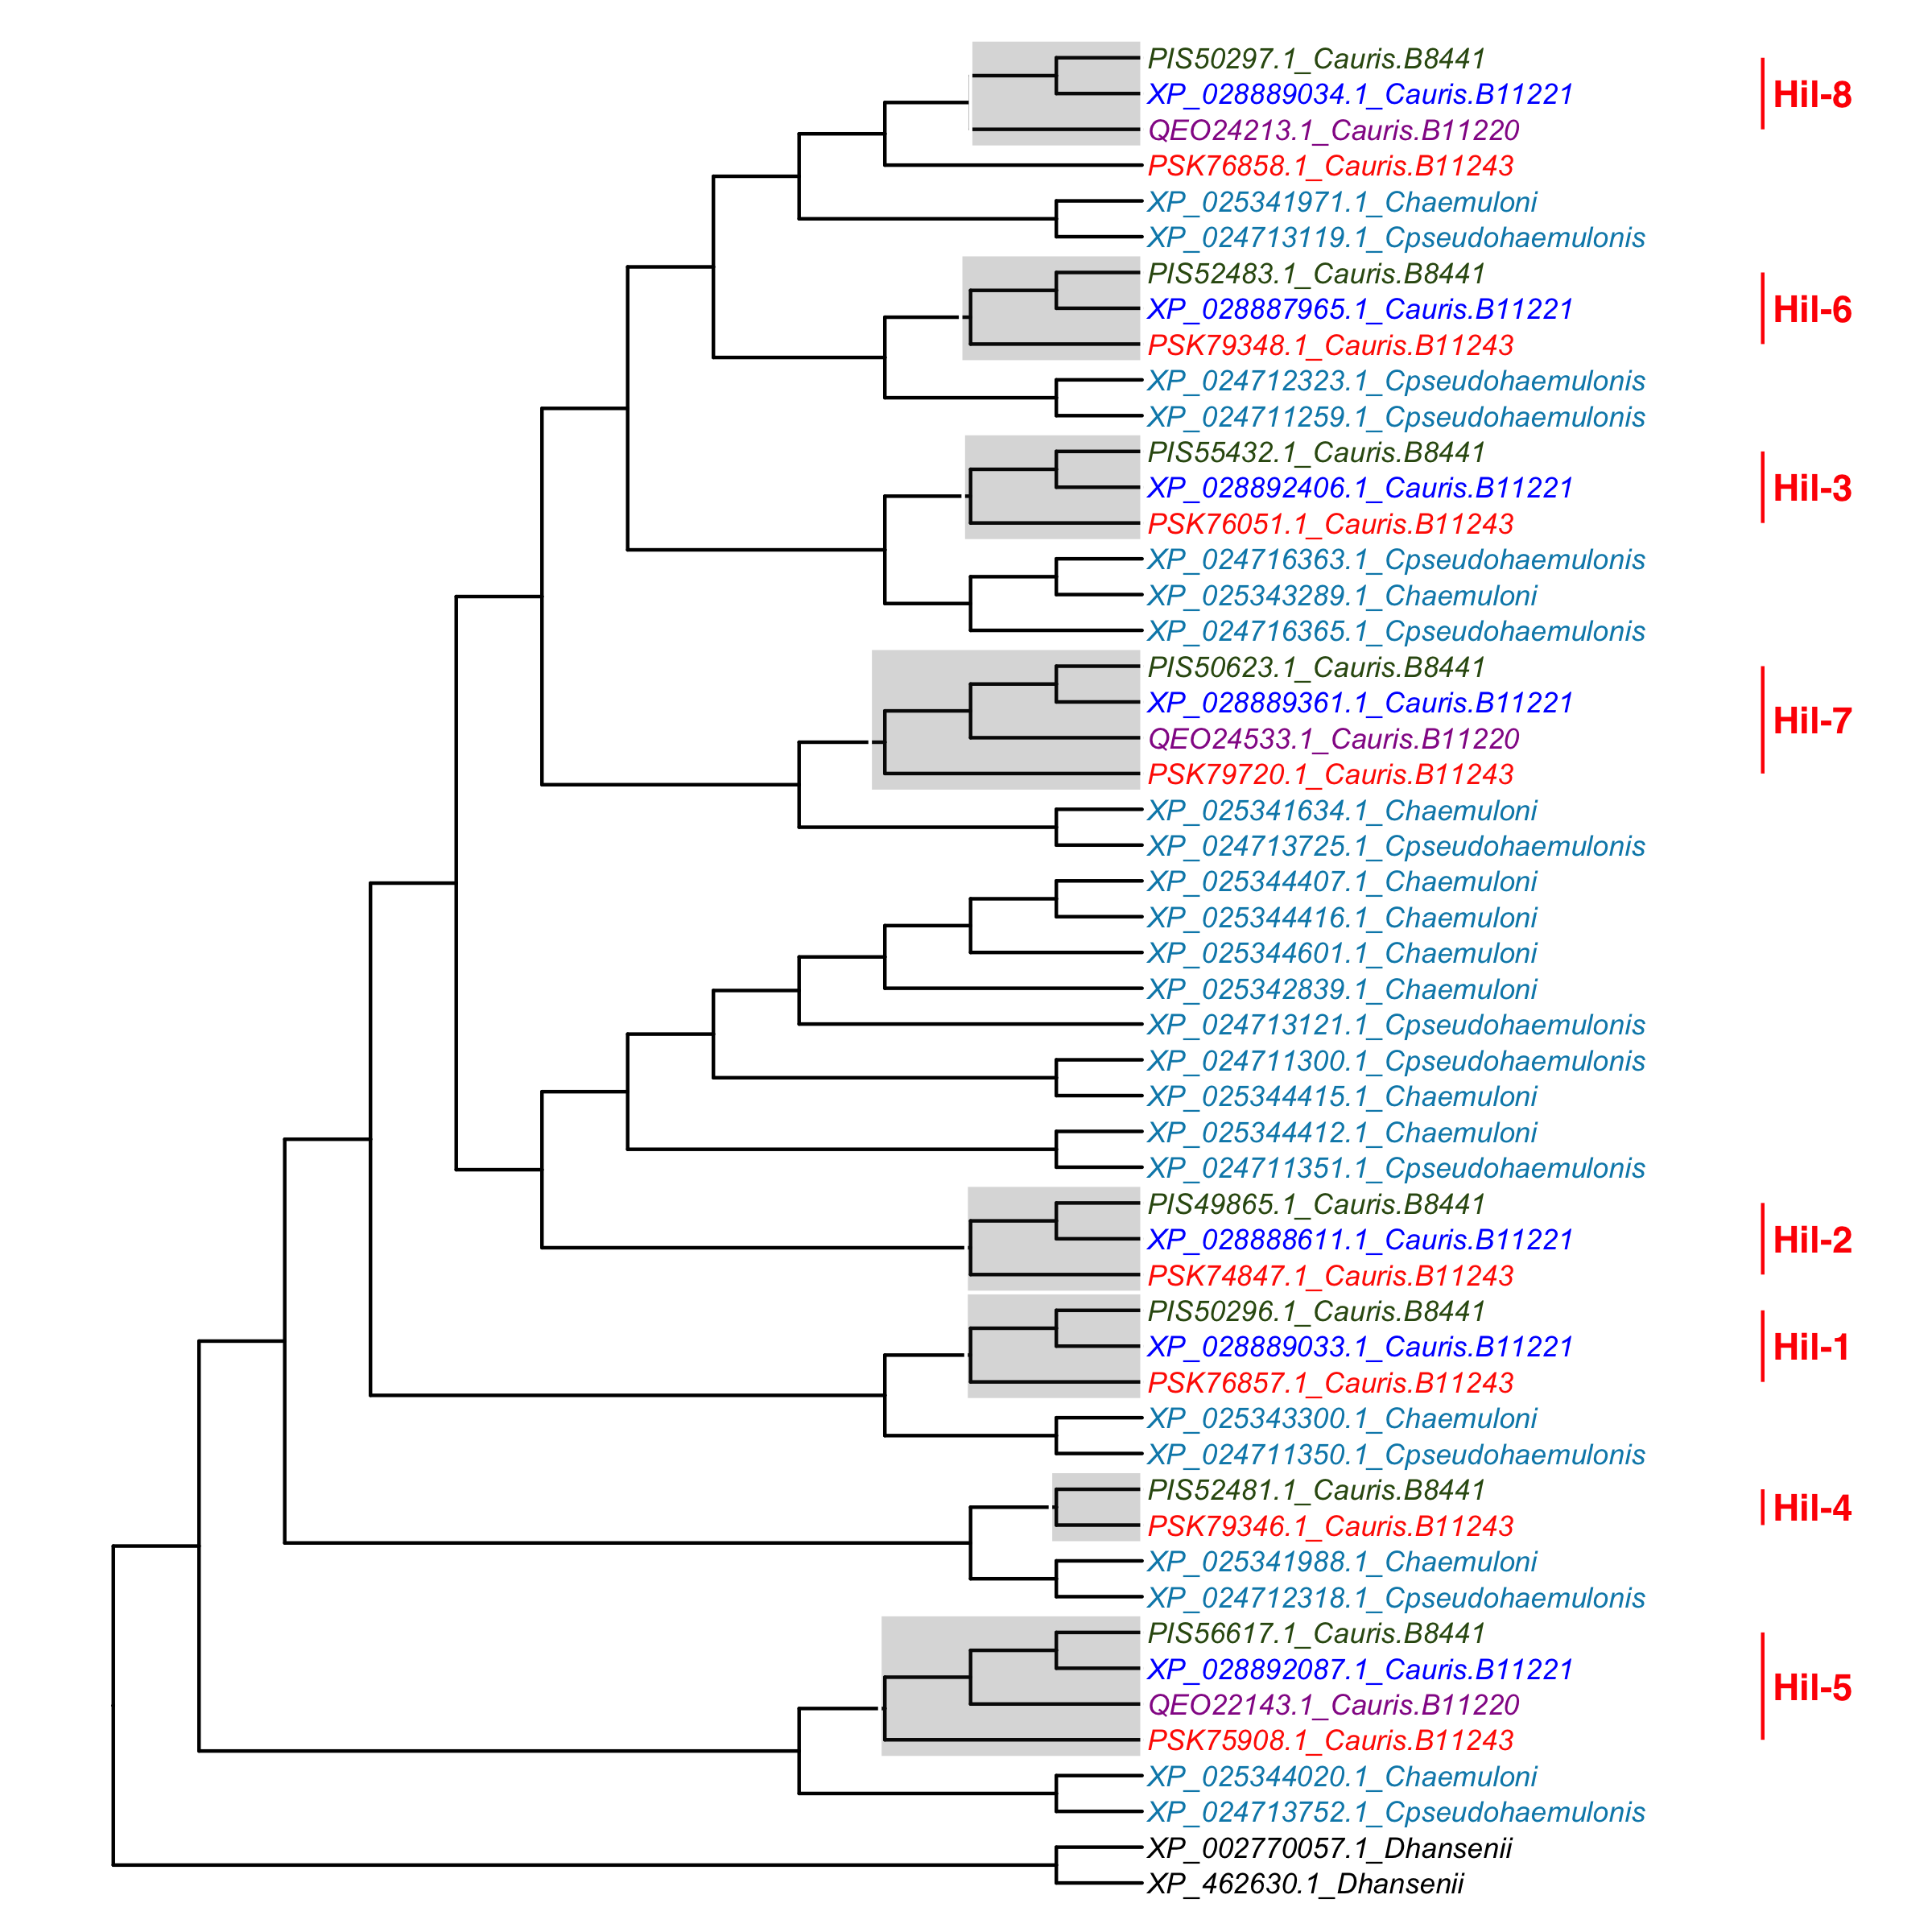 PIS50297.1_Cauris.B8441
XP_028889034.1_Cauris.B11221
Hil-8
QEO24213.1_Cauris.B11220
PSK76858.1_Cauris.B11243
XP_025341971.1_Chaemuloni
XP_024713119.1_Cpseudohaemulonis
PIS52483.1_Cauris.B8441
XP_028887965.1_Cauris.B11221
Hil-6
PSK79348.1_Cauris.B11243
XP_024712323.1_Cpseudohaemulonis
XP_024711259.1_Cpseudohaemulonis
PIS55432.1_Cauris.B8441
XP_028892406.1_Cauris.B11221
Hil-3
PSK76051.1_Cauris.B11243
XP_024716363.1_Cpseudohaemulonis
XP_025343289.1_Chaemuloni
XP_024716365.1_Cpseudohaemulonis
PIS50623.1_Cauris.B8441
XP_028889361.1_Cauris.B11221
Hil-7
QEO24533.1_Cauris.B11220
PSK79720.1_Cauris.B11243
XP_025341634.1_Chaemuloni
XP_024713725.1_Cpseudohaemulonis
XP_025344407.1_Chaemuloni
XP_025344416.1_Chaemuloni
XP_025344601.1_Chaemuloni
XP_025342839.1_Chaemuloni
XP_024713121.1_Cpseudohaemulonis
XP_024711300.1_Cpseudohaemulonis
XP_025344415.1_Chaemuloni
XP_025344412.1_Chaemuloni
XP_024711351.1_Cpseudohaemulonis
PIS49865.1_Cauris.B8441
XP_028888611.1_Cauris.B11221
Hil-2
PSK74847.1_Cauris.B11243
PIS50296.1_Cauris.B8441
XP_028889033.1_Cauris.B11221
Hil-1
PSK76857.1_Cauris.B11243
XP_025343300.1_Chaemuloni
XP_024711350.1_Cpseudohaemulonis
PIS52481.1_Cauris.B8441
Hil-4
PSK79346.1_Cauris.B11243
XP_025341988.1_Chaemuloni
XP_024712318.1_Cpseudohaemulonis
PIS56617.1_Cauris.B8441
XP_028892087.1_Cauris.B11221
Hil-5
QEO22143.1_Cauris.B11220
PSK75908.1_Cauris.B11243
XP_025344020.1_Chaemuloni
XP_024713752.1_Cpseudohaemulonis
XP_002770057.1_Dhansenii
XP_462630.1_Dhansenii